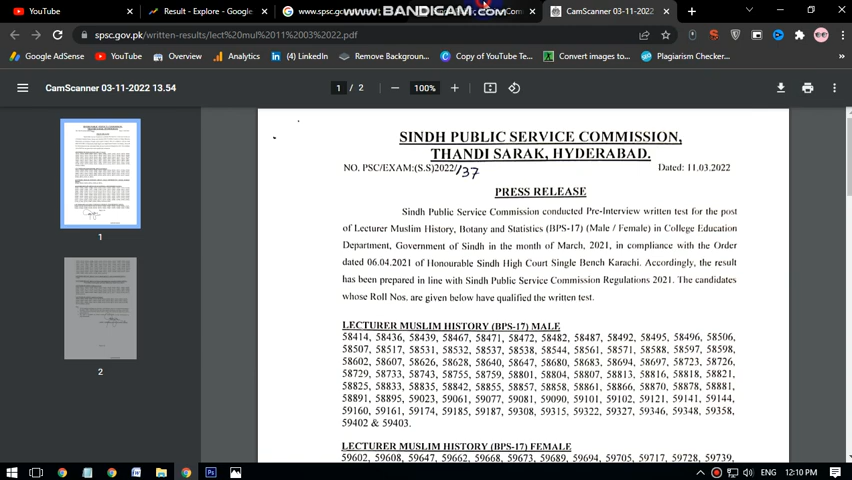 YouTube
Result - Explore - Google
www.spsc.gov
WWW.BANDICAM.COM
CamScanner 03-11-2022
spsc.gov.pk/written-results/lect%20mul%2011%2003%2022.pdf
Google AdSense
YouTube
Overview
Analytics
(4) LinkedIn
Remove Background...
Copy of YouTube Te...
Convert images to...
Plagiarism Checker...
CamScanner 03-11-2022 13.54
1 / 2
100%
1
2
SINDH PUBLIC SERVICE COMMISSION,
THANDI SARAK, HYDERABAD.
NO. PSC/EXAM:(S.S)2022/137
Dated: 11.03.2022
PRESS RELEASE
Sindh Public Service Commission conducted Pre-Interview written test for the post
of Lecturer Muslim History, Botany and Statistics (BPS-17) (Male / Female) in College Education
Department, Government of Sindh in the month of March, 2021, in compliance with the Order
dated 06.04.2021 of Honourable Sindh High Court Single Bench Karachi. Accordingly, the result
has been prepared in line with Sindh Public Service Commission Regulations 2021. The candidates
whose Roll Nos. are given below have qualified the written test.
LECTURER MUSLIM HISTORY (BPS-17) MALE
58414, 58436, 58439, 58467, 58471, 58472, 58482, 58487, 58492, 58495, 58496, 58506,
58507, 58517, 58531, 58532, 58537, 58538, 58544, 58561, 58571, 58588, 58597, 58598,
58602, 58607, 58626, 58628, 58640, 58647, 58680, 58683, 58694, 58697, 58723, 58726,
58729, 58733, 58743, 58755, 58759, 58801, 58804, 58807, 58813, 58816, 58818, 58821,
58825, 58833, 58835, 58842, 58855, 58857, 58858, 58861, 58866, 58870, 58878, 58881,
58891, 58895, 59023, 59061, 59077, 59081, 59090, 59101, 59102, 59121, 59141, 59144,
59160, 59161, 59174, 59185, 59187, 59308, 59315, 59322, 59327, 59346, 59348, 59358,
59402 & 59403.
LECTURER MUSLIM HISTORY (BPS-17) FEMALE
59602, 59608, 59647, 59662, 59668, 59673, 59689, 59694, 59705, 59717, 59728, 59739,
ENG
12:10 PM